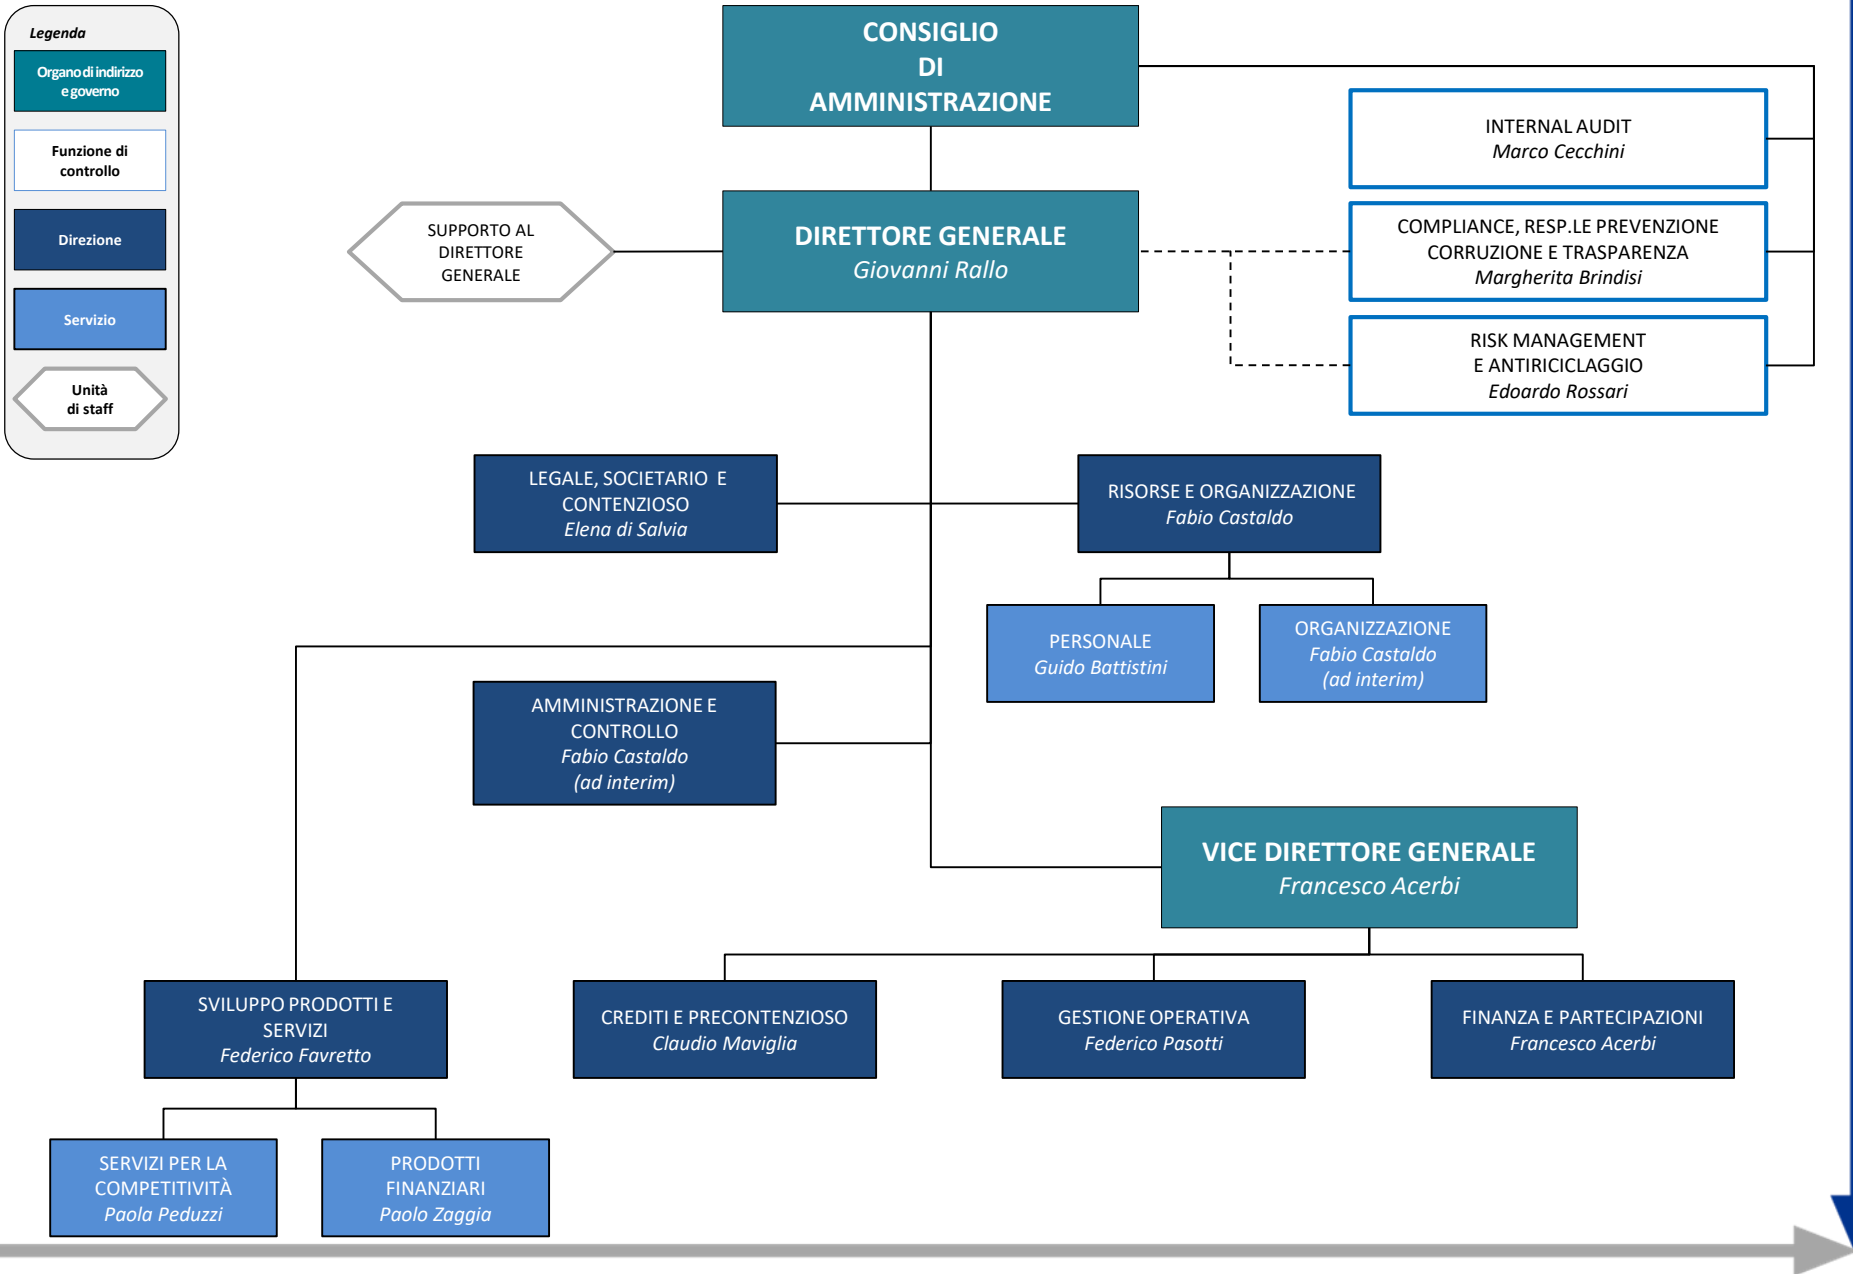 Legenda
Organo di indirizzo
e governo
Funzione di
controllo
Direzione
Servizio
Unità
di staff
CONSIGLIO
DI
AMMINISTRAZIONE
INTERNAL AUDIT
Marco Cecchini
SUPPORTO AL
DIRETTORE
GENERALE
DIRETTORE GENERALE
Giovanni Rallo
COMPLIANCE, RESP.LE PREVENZIONE
CORRUZIONE E TRASPARENZA
Margherita Brindisi
RISK MANAGEMENT
E ANTIRICICLAGGIO
Edoardo Rossari
LEGALE, SOCIETARIO E
CONTENZIOSO
Elena di Salvia
RISORSE E ORGANIZZAZIONE
Fabio Castaldo
PERSONALE
Guido Battistini
ORGANIZZAZIONE
Fabio Castaldo
(ad interim)
AMMINISTRAZIONE E
CONTROLLO
Fabio Castaldo
(ad interim)
VICE DIRETTORE GENERALE
Francesco Acerbi
SVILUPPO PRODOTTI E
SERVIZI
Federico Favretto
CREDITI E PRECONTENZIOSO
Claudio Maviglia
GESTIONE OPERATIVA
Federico Pasotti
FINANZA E PARTECIPAZIONI
Francesco Acerbi
SERVIZI PER LA
COMPETITIVITÀ
Paola Peduzzi
PRODOTTI
FINANZIARI
Paolo Zaggia